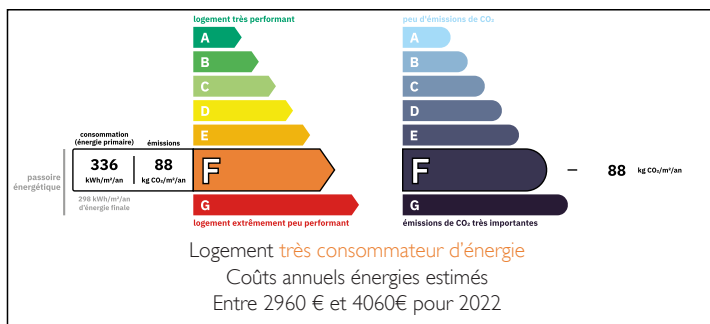 logement très performant
A
B
C
D
E
F
G
logement extrêmement peu performant
consommation
(énergie primaire)
émissions
336
88
kWh/m²/an
kg CO₂/m²/an
passoire
énergétique
298 kWh/m²/an
d'énergie finale
peu d'émissions de CO₂
A
B
C
D
E
F
G
88 kg CO₂/m²/an
émissions de CO₂ très importantes
Logement très consommateur d'énergie
Coûts annuels énergies estimés
Entre 2960 € et 4060€ pour 2022